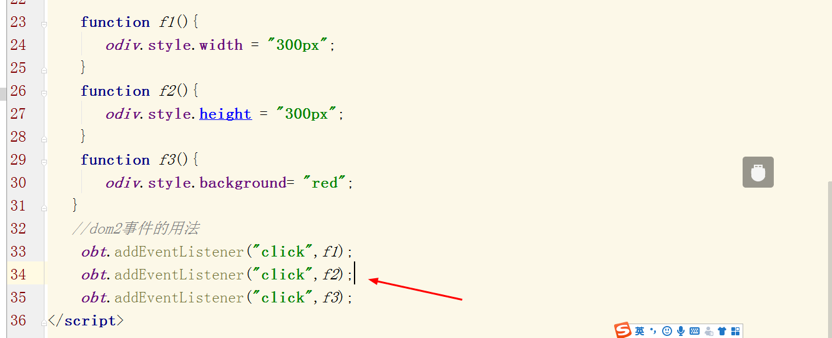 23 function f1(){
24 odiv.style.width = "300px";
25 }
26 function f2(){
27 odiv.style.height = "300px";
28 }
29 function f3(){
30 odiv.style.background= "red";
31 }
32 //dom2事件的用法
33 obt.addEventListener("click",f1);
34 obt.addEventListener("click",f2);
35 obt.addEventListener("click",f3);
36 </script>
英